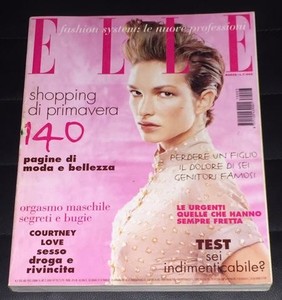 fashion system: le nuore professioni
ELLE
shopping
di primavera
140
pagine di
moda e bellezza
PERDERE UN FIGLIO
IL DOLORE DI SEI
GENITORI FAMOSI
orgasmo maschile
segreti e bugie
LE URGENTI
QUELLE CHE HANNO
SEMPRE FRETTA
COURTNEY
LOVE
sesso
droga e
rivincita
TEST
sei
indimenticabile?